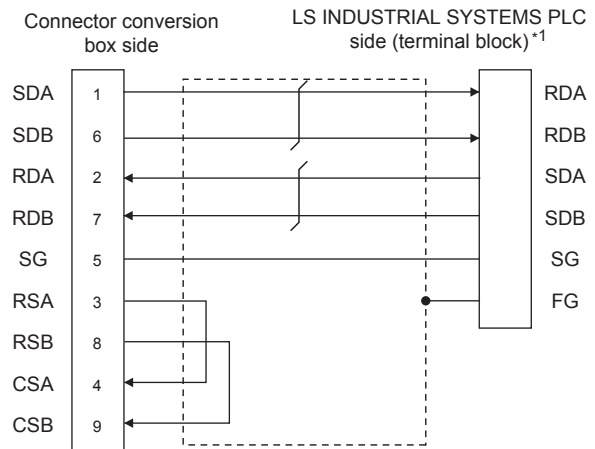 Connector conversion
box side
LS INDUSTRIAL SYSTEMS PLC
side (terminal block) *1
SDA 1 RDA
SDB 6 RDB
RDA 2 SDA
RDB 7 SDB
SG 5 SG
RSA 3 FG
RSB 8
CSA 4
CSB 9